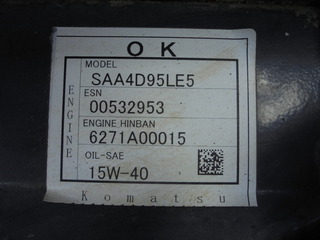 OK
MODEL
SAA4D95LE5
ESN
00532953
ENGINE HINBAN
6271A00015
OIL-SAE
15W-40
ENGINE
Komatsu